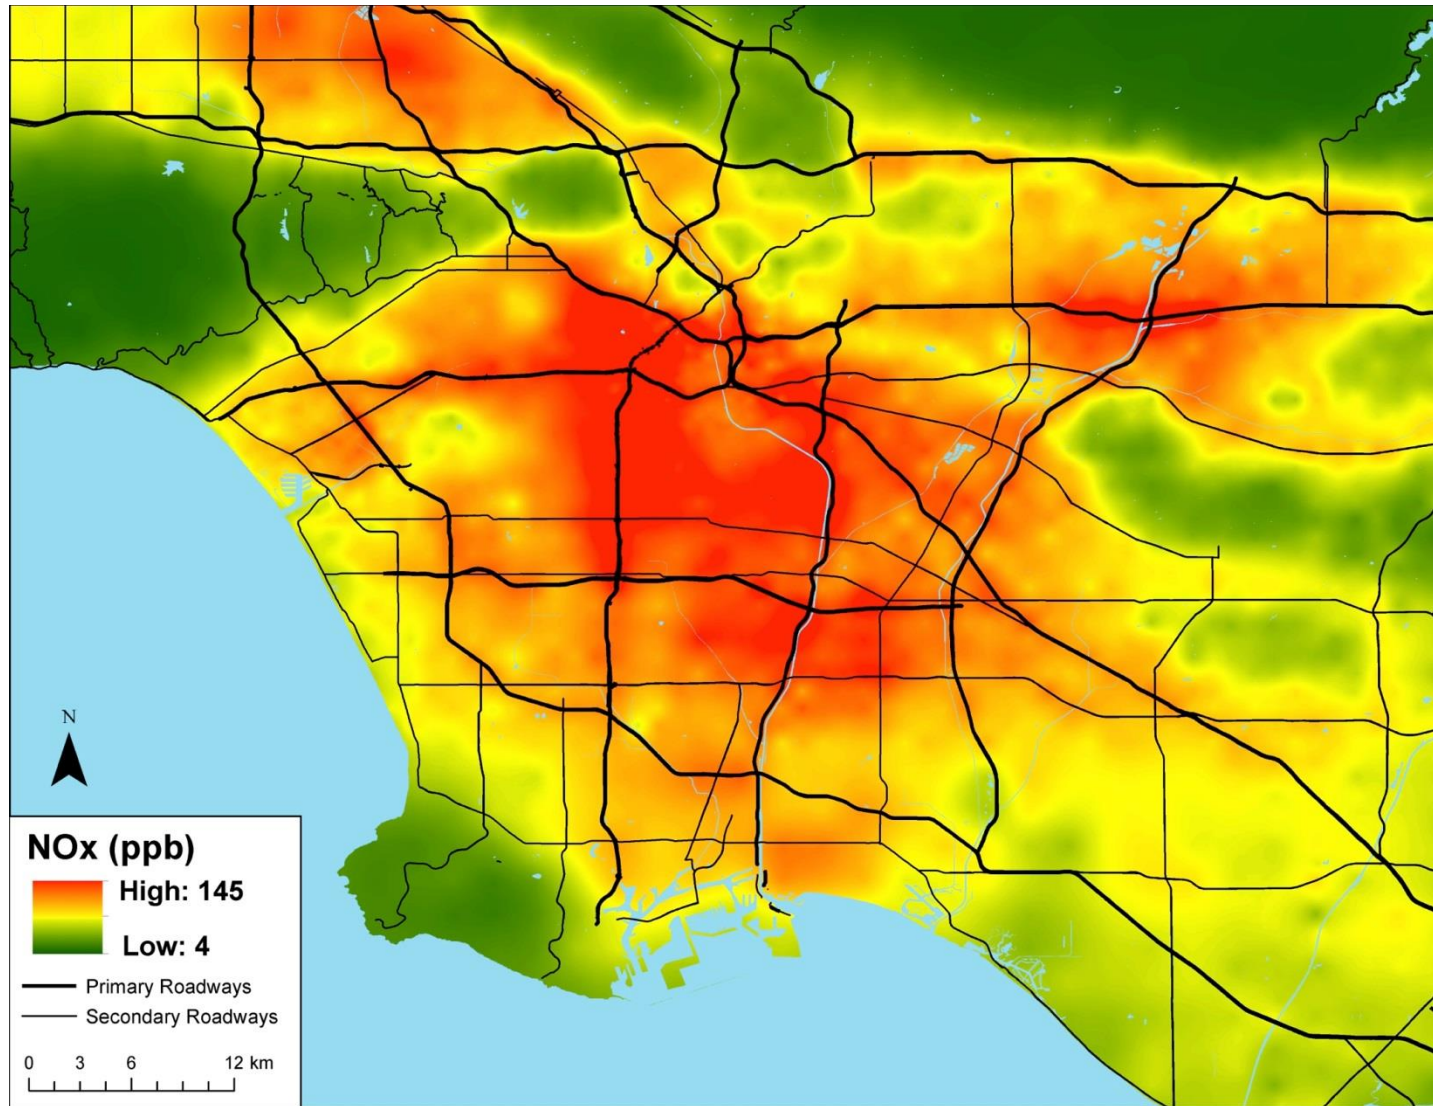 N
NOx (ppb)
High: 145
Low: 4
Primary Roadways
Secondary Roadways
0 3 6 12 km